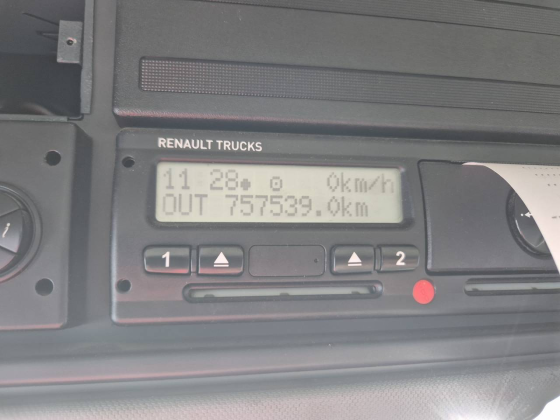 RENAULT TRUCKS
11 28● ⊙ 0km/h
OUT 757539.0km
1 2